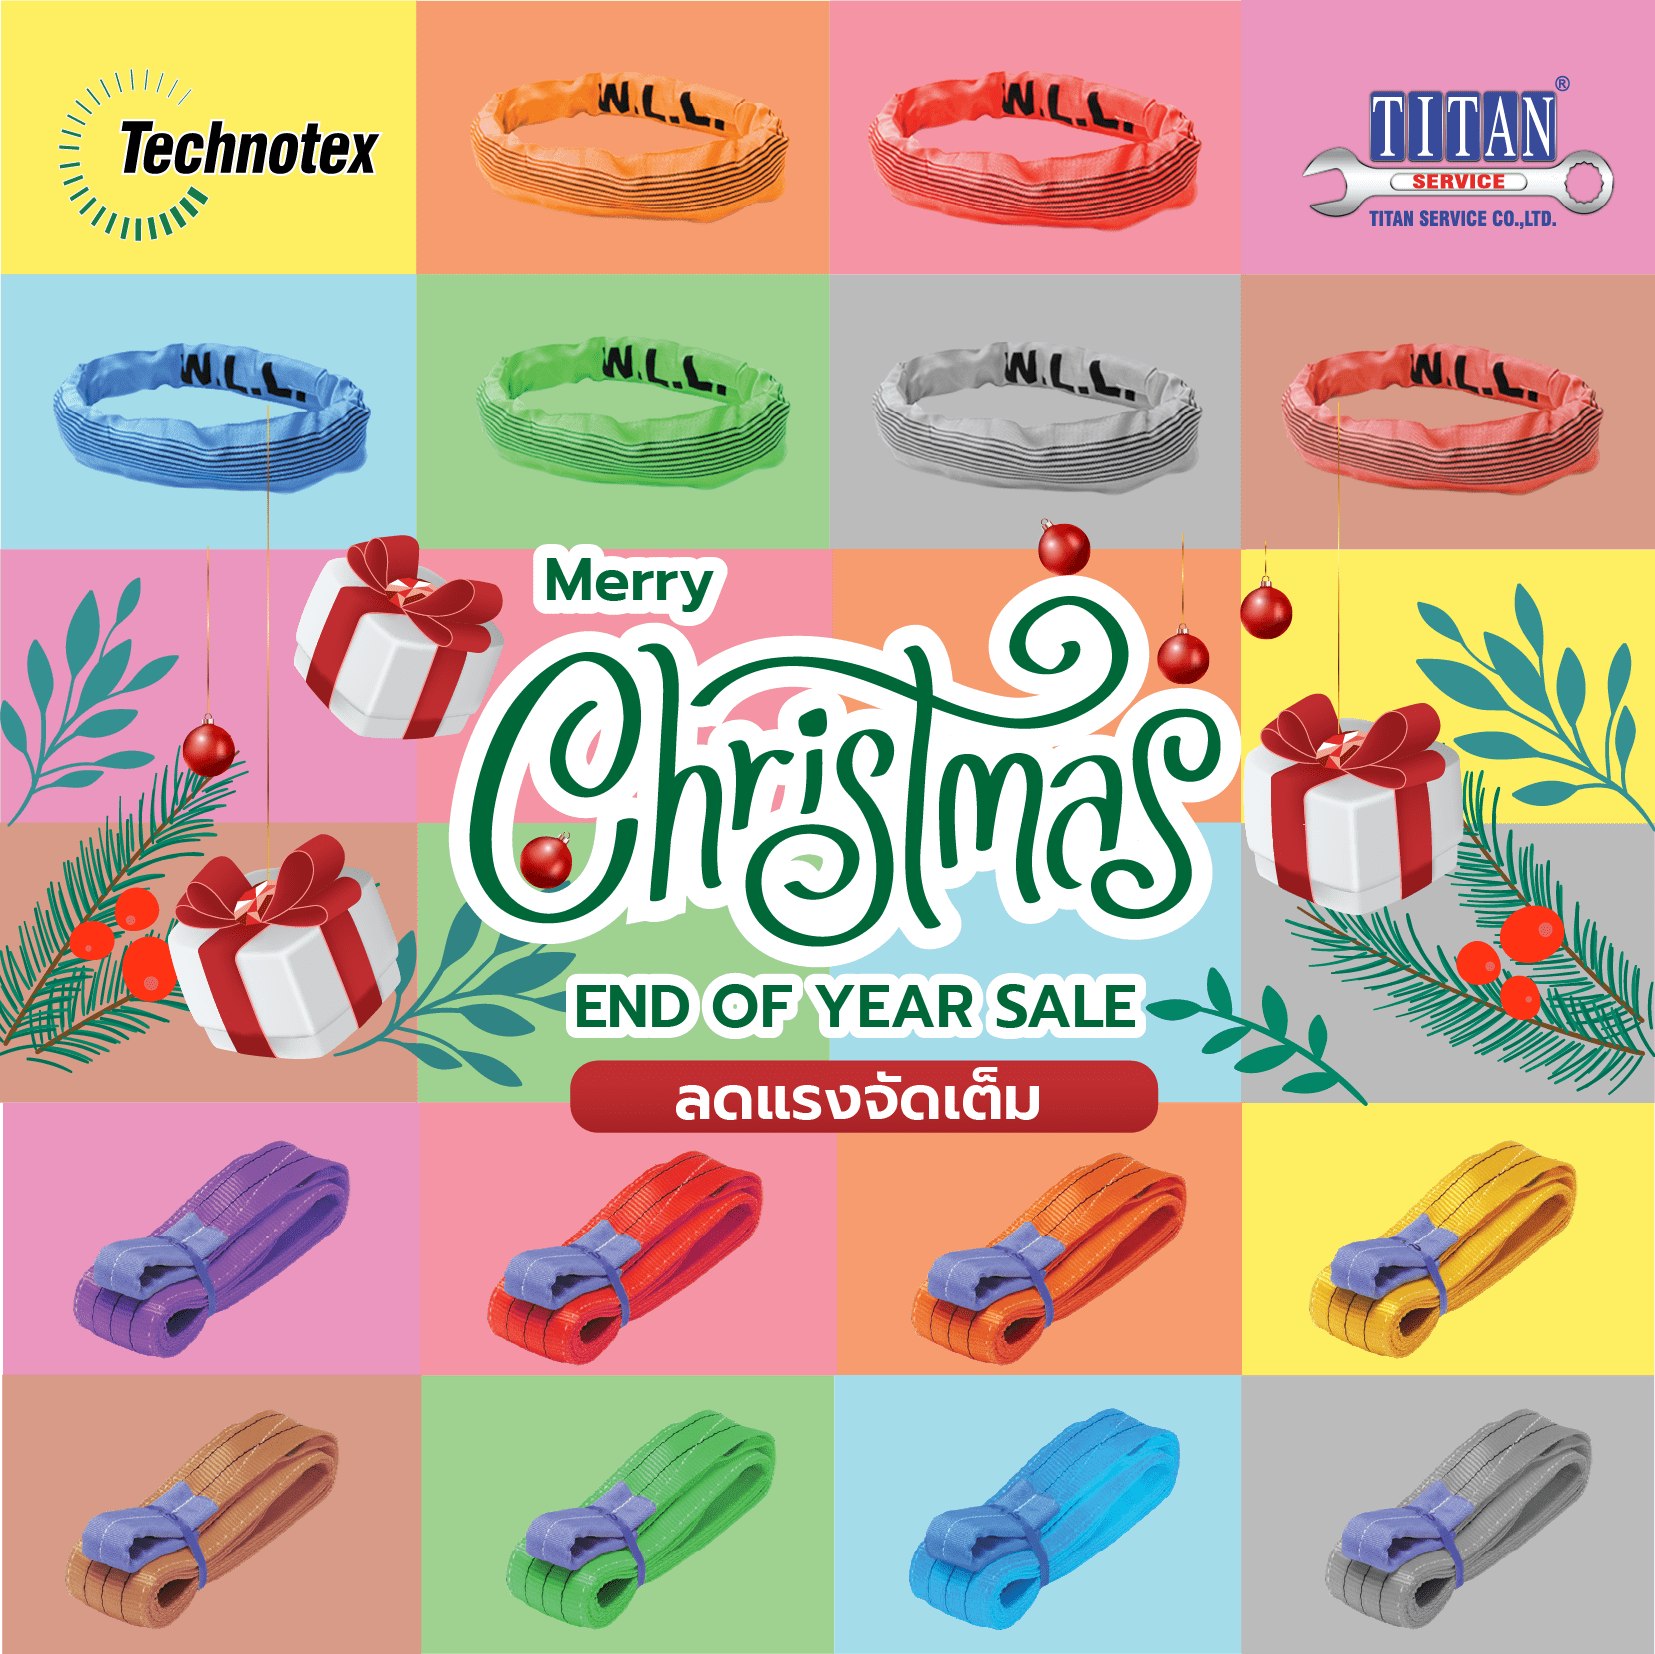 Technotex
W.L.L.
W.L.L.
TITAN®
SERVICE
TITAN SERVICE CO.,LTD.
W.L.L.
W.L.L.
W.L.L.
W.L.L.
Merry
Christmas
END OF YEAR SALE
ลดแรงจัดเต็ม